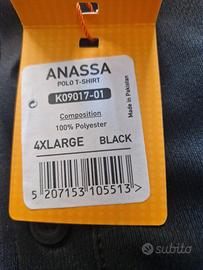 ANASSA
POLO T-SHIRT
K09017-01
Made in Pakistan
Composition
100% Polyester
4XLARGE BLACK
5 207153 105513 >
subito